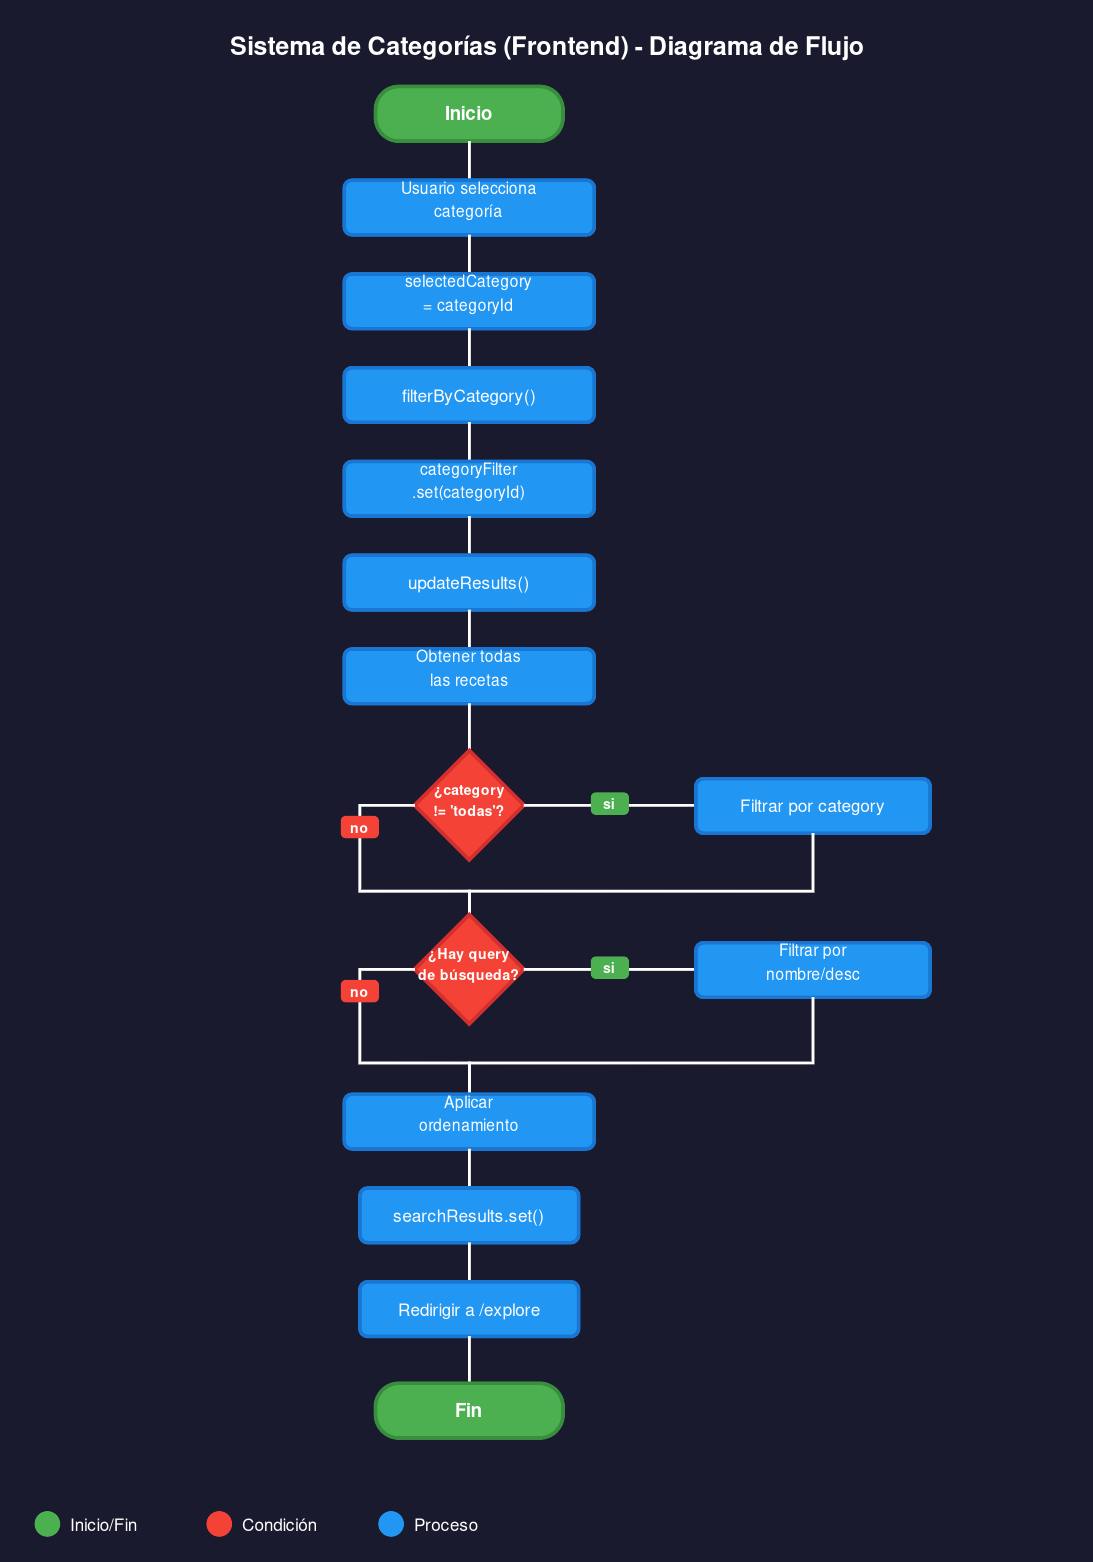 Sistema de Categorías (Frontend) - Diagrama de Flujo
Inicio
Usuario selecciona
categoría
selectedCategory
= categoryId
filterByCategory()
categoryFilter
.set(categoryId)
updateResults()
Obtener todas
las recetas
¿category
!= 'todas'?
si
Filtrar por category
no
¿Hay query
de búsqueda?
si
Filtrar por
nombre/desc
no
Aplicar
ordenamiento
searchResults.set()
Redirigir a /explore
Fin
Inicio/Fin
Condición
Proceso